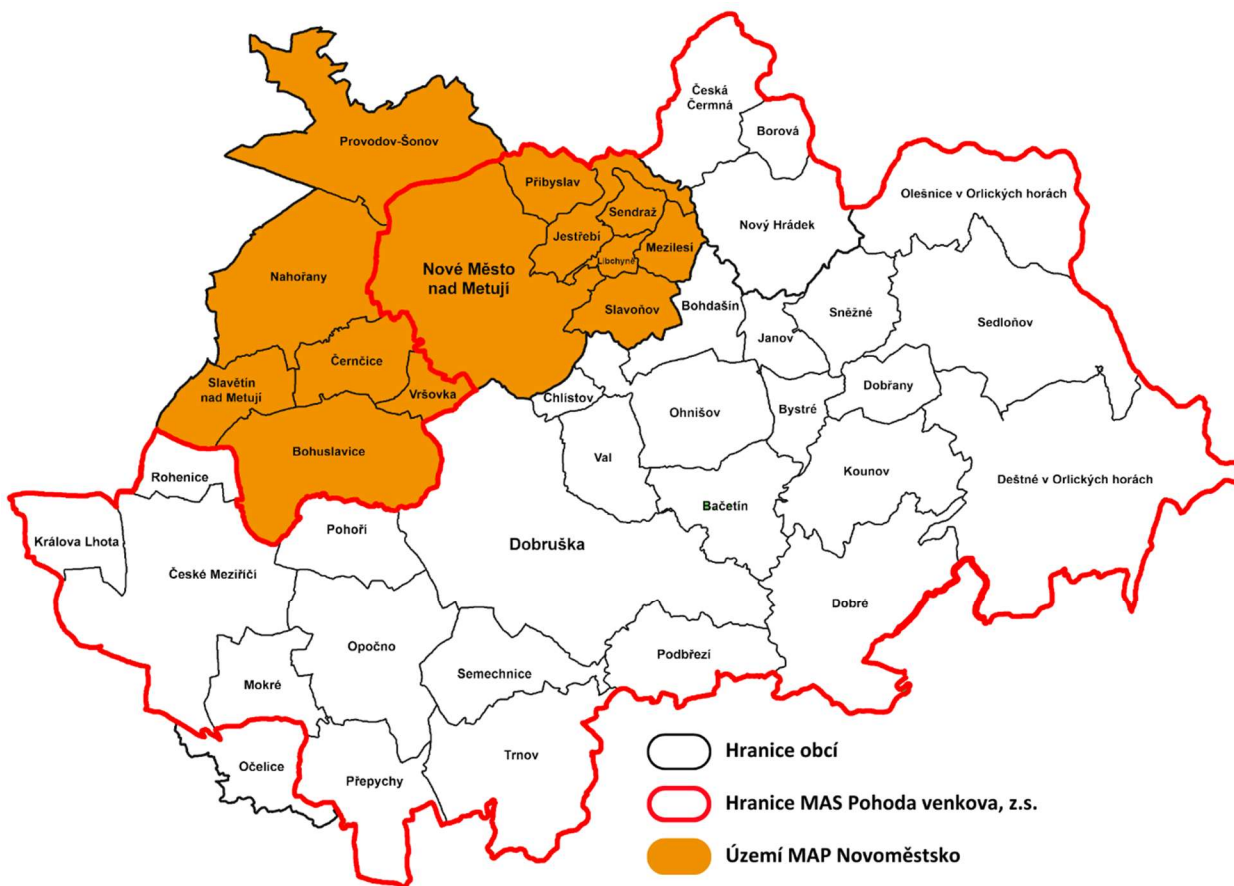 Česká
Čermná
Borová
Provodov-Šonov
Přibyslav
Olešnice v Orlických horách
Sendraž
Nový Hrádek
Jestřebí
Mezilesí
Libchyně
Nahořany
Nové Město
nad Metují
Slavoňov
Bohdašín
Sněžné
Sedloňov
Janov
Černčice
Dobřany
Slavětín
nad Metují
Vršovka
Chlístov
Ohnišov
Bystré
Bohuslavice
Val
Kounov
Rohenice
Deštné v Orlických horách
Bačetín
Pohoří
Králova Lhota
Dobruška
České Meziříčí
Dobré
Opočno
Podbřezí
Semechnice
Mokré
Trnov
Očelice
Přepychy
Hranice obcí
Hranice MAS Pohoda venkova, z.s.
Území MAP Novoměstsko